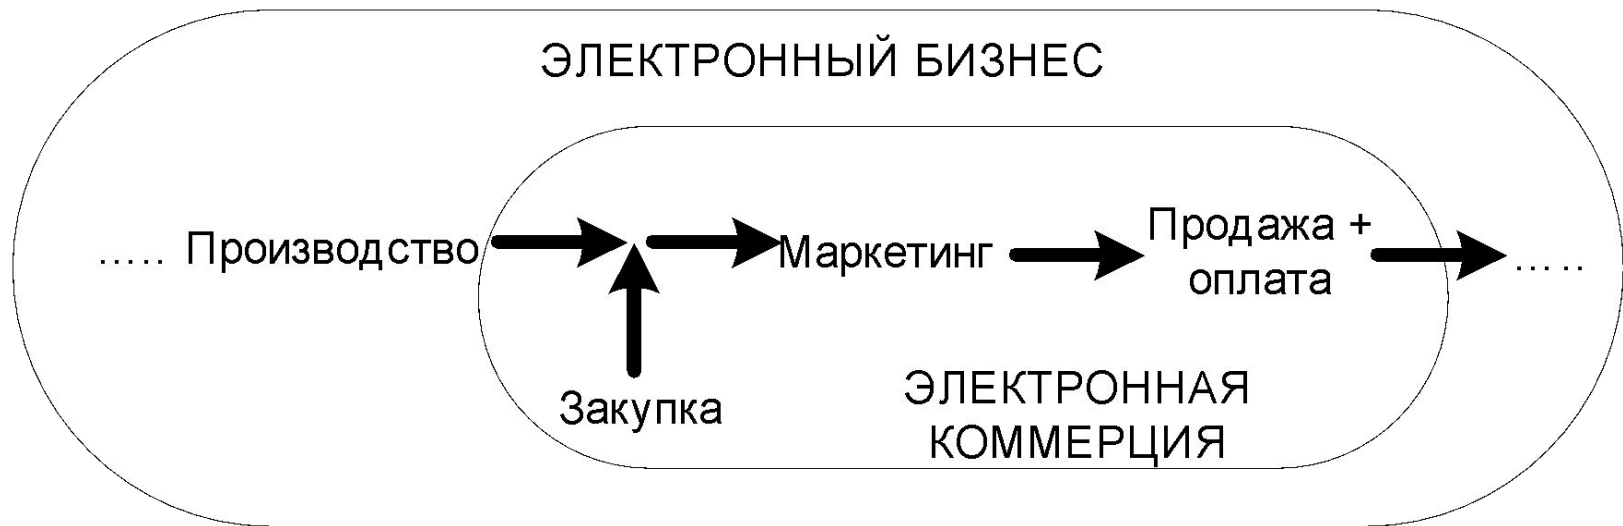 ЭЛЕКТРОННЫЙ БИЗНЕС
..... Производство
Маркетинг
Продажа +
оплата
.....
Закупка
ЭЛЕКТРОННАЯ
КОММЕРЦИЯ